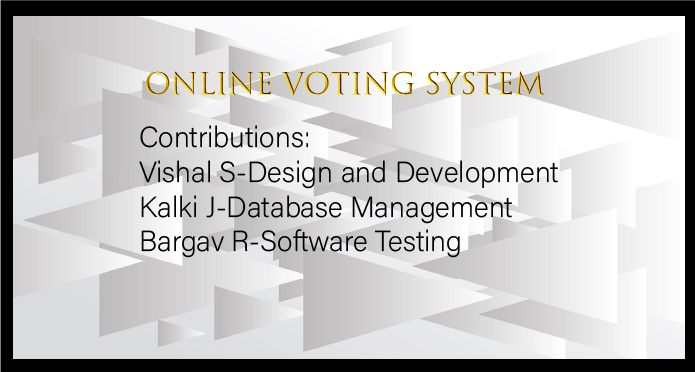 ONLINE VOTING SYSTEM
Contributions:
Vishal S-Design and Development
Kalki J-Database Management
Bargav R-Software Testing